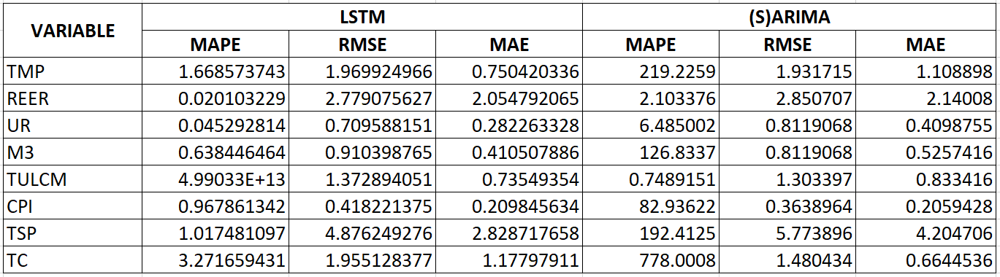 VARIABLE LSTM (S)ARIMA
MAPE RMSE MAE MAPE RMSE MAE
TMP 1.668573743 1.969924966 0.750420336 219.2259 1.931715 1.108898
REER 0.020103229 2.779075627 2.054792065 2.103376 2.850707 2.14008
UR 0.045292814 0.709588151 0.282263328 6.485002 0.8119068 0.4098755
M3 0.638446464 0.910398765 0.410507886 126.8337 0.8119068 0.5257416
TULCM 4.99033E+13 1.372894051 0.73549354 0.7489151 1.303397 0.833416
CPI 0.967861342 0.418221375 0.209845634 82.93622 0.3638964 0.2059428
TSP 1.017481097 4.876249276 2.828717658 192.4125 5.773896 4.204706
TC 3.271659431 1.955128377 1.17797911 778.0008 1.480434 0.6644536